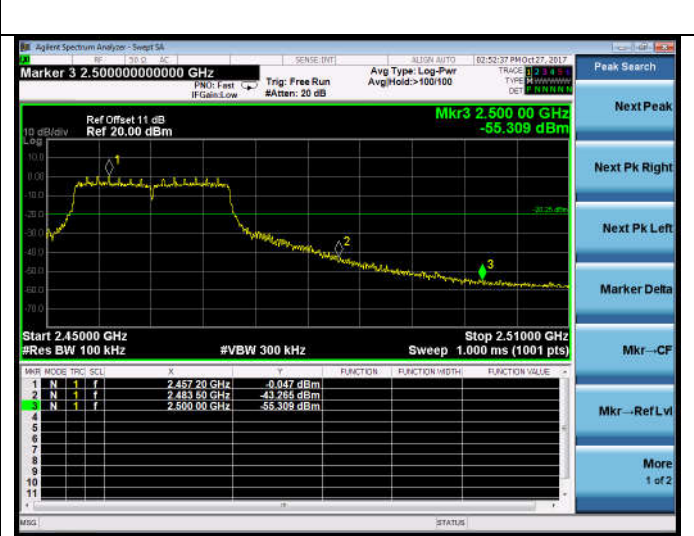 Agilent Spectrum Analyzer - Swept SA
RF 50 Ω AC SENSE:INT ALIGN AUTO 02:52:37 PM Oct 27, 2017
Marker 3 2.500000000000 GHz
PNO: Fast Trig: Free Run Avg Type: Log-Pwr TRACE 1 2 3 4 5 6
IFGain:Low #Atten: 20 dB Avg|Hold:>100/100 TYPE M
DET P N N N N N
Peak Search
Next Peak
Next Pk Right
Next Pk Left
Marker Delta
Mkr→CF
Mkr→Ref Lvl
More
1 of 2
Mkr3 2.500 00 GHz
-55.309 dBm
Ref Offset 11 dB
10 dB/div Ref 20.00 dBm
Log
10.0
0.00
-10.0
-20.0
-30.0
-40.0
-50.0
-60.0
-70.0
1
2
3
-20.25 dBm
Start 2.45000 GHz Stop 2.51000 GHz
#Res BW 100 kHz #VBW 300 kHz Sweep 1.000 ms (1001 pts)
MKR MODE TRC SCL X Y FUNCTION FUNCTION WIDTH FUNCTION VALUE
1 N 1 f 2.457 20 GHz -0.047 dBm
2 N 1 f 2.483 50 GHz -43.265 dBm
3 N 1 f 2.500 00 GHz -55.309 dBm
4
5
6
7
8
9
10
11
MSG STATUS